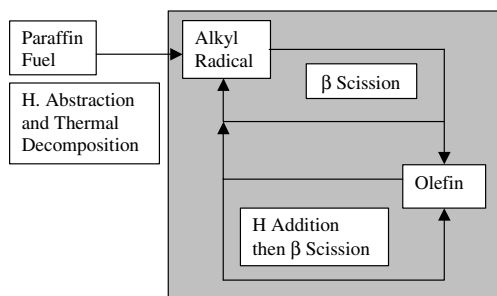 Paraffin
Fuel
Alkyl
Radical
H. Abstraction
and Thermal
Decomposition
β Scission
Olefin
H Addition
then β Scission